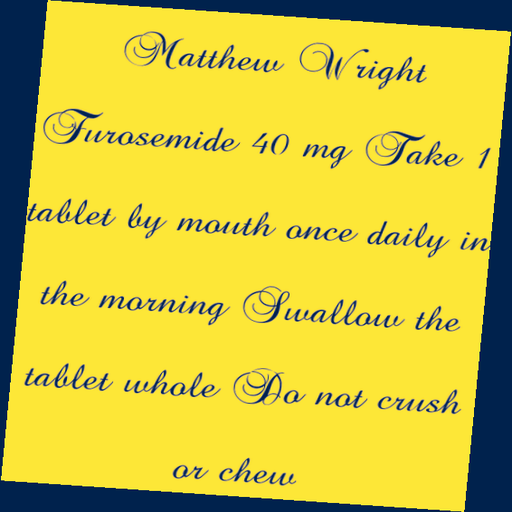 Matthew Wright
Furosemide 40 mg Take 1
tablet by mouth once daily in
the morning Swallow the
tablet whole Do not crush
or chew